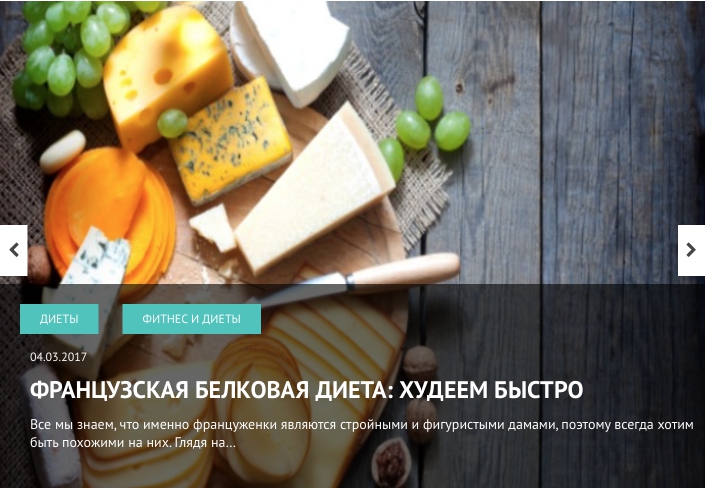 ДИЕТЫ
ФИТНЕС И ДИЕТЫ
04.03.2017
ФРАНЦУЗСКАЯ БЕЛКОВАЯ ДИЕТА: ХУДЕЕМ БЫСТРО
Все мы знаем, что именно француженки являются стройными и фигуристыми дамами, поэтому всегда хотим
быть похожими на них. Глядя на...